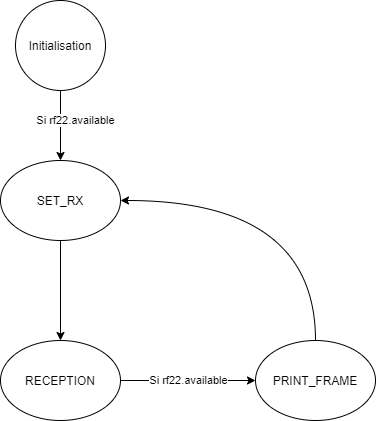 Initialisation
Si rf22.available
SET_RX
RECEPTION
Si rf22.available
PRINT_FRAME